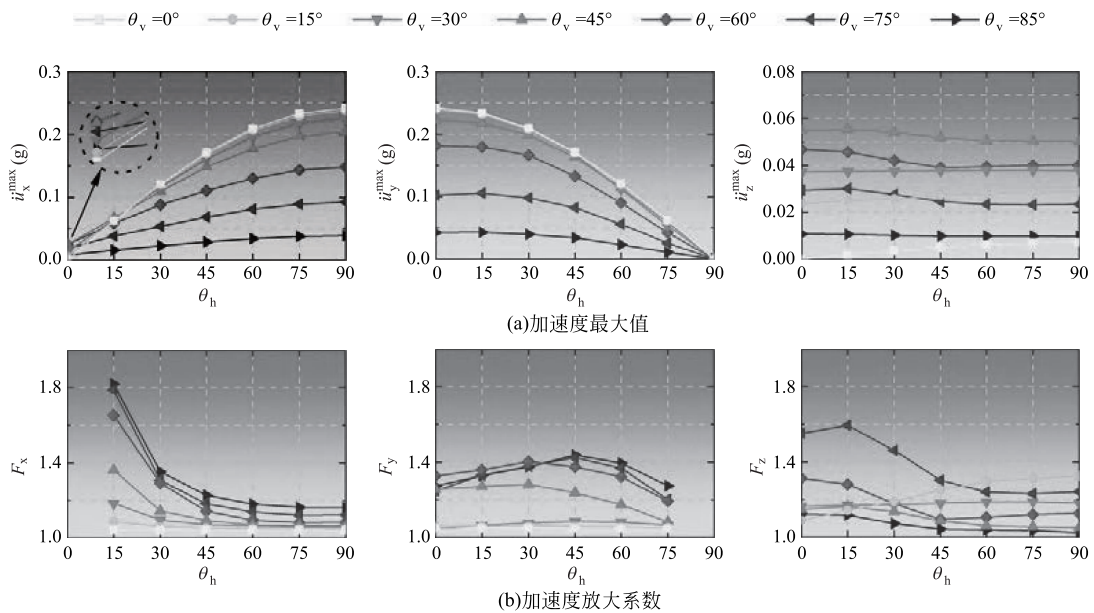 θv =0° θv =15° θv =30° θv =45° θv =60° θv =75° θv =85°
0.3 0.3 0.08
0.2 0.2 0.06
0.04
0.1 0.1 0.02
0.0 0.0 0.00
üxmax (g) üymax (g) üzmax (g)
0 15 30 45 60 75 90 0 15 30 45 60 75 90 0 15 30 45 60 75 90
θh θh θh
(a)加速度最大值
1.8 1.8 1.8
1.4 1.4 1.4
1.0 1.0 1.0
Fx Fy Fz
0 15 30 45 60 75 90 0 15 30 45 60 75 90 0 15 30 45 60 75 90
θh θh θh
(b)加速度放大系数